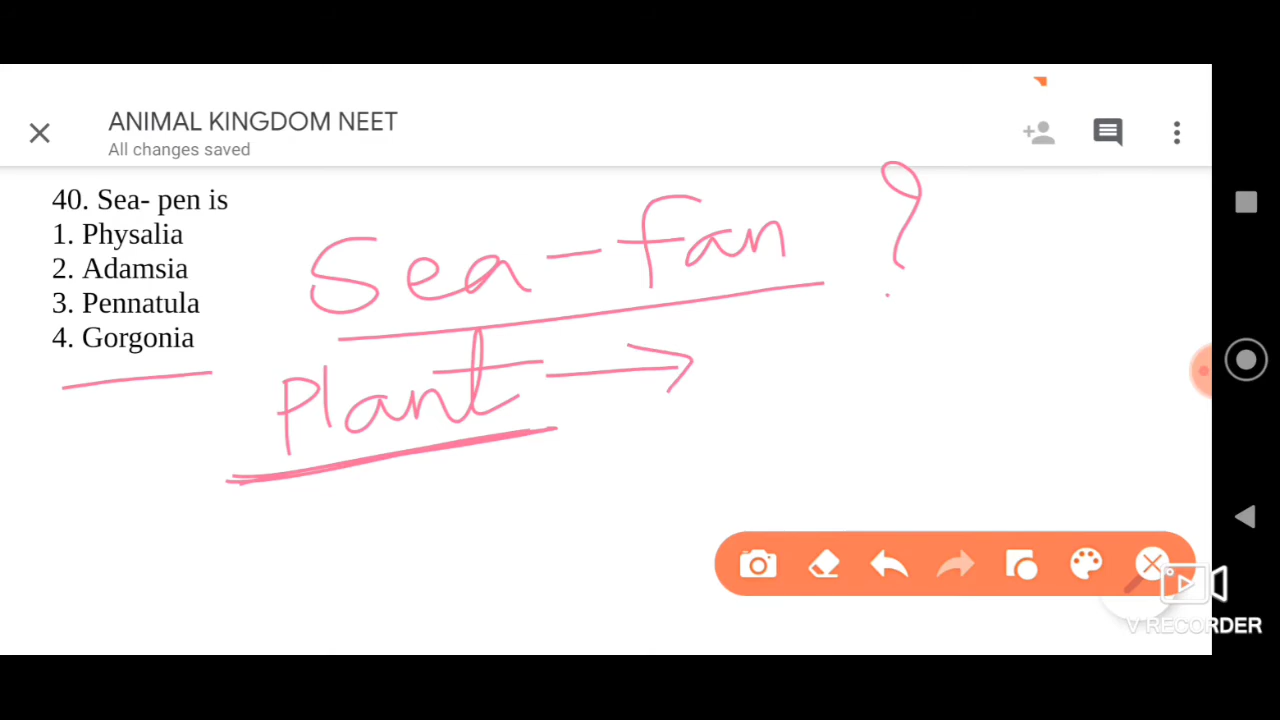 ANIMAL KINGDOM NEET
All changes saved
40. Sea- pen is
1. Physalia
2. Adamsia
3. Pennatula
4. Gorgonia
Sea-fan ?
Plant →
V RECORDER